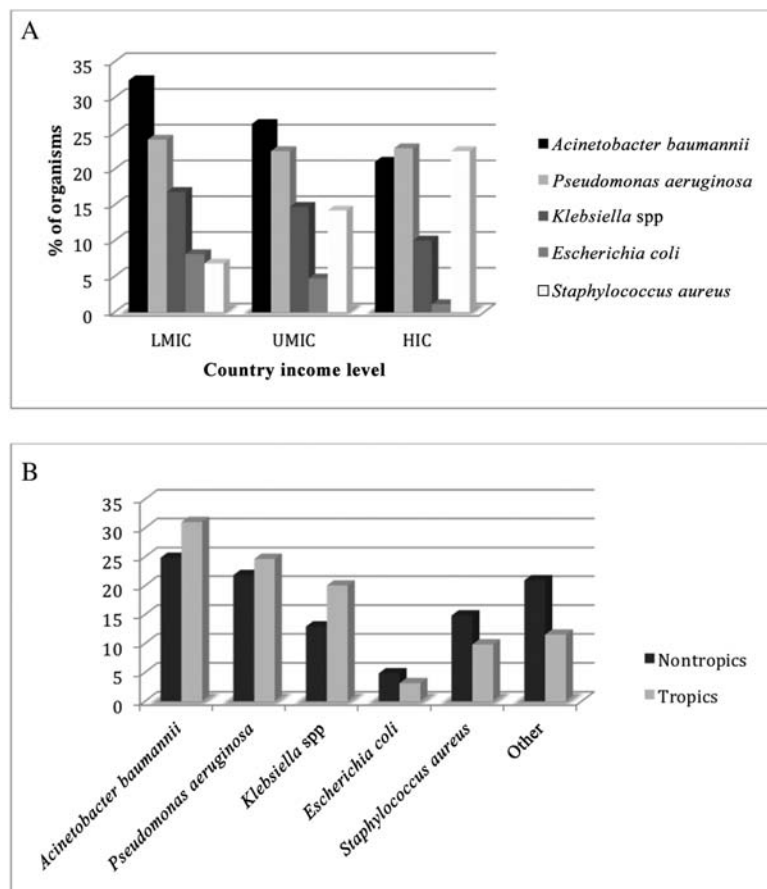 A
35
30
25
20
15
10
5
0
% of organisms
LMIC
UMIC
HIC
Country income level
Acinetobacter baumannii
Pseudomonas aeruginosa
Klebsiella spp
Escherichia coli
Staphylococcus aureus
B
35
30
25
20
15
10
5
0
Acinetobacter baumannii
Pseudomonas aeruginosa
Klebsiella spp
Escherichia coli
Staphylococcus aureus
Other
Nontropics
Tropics